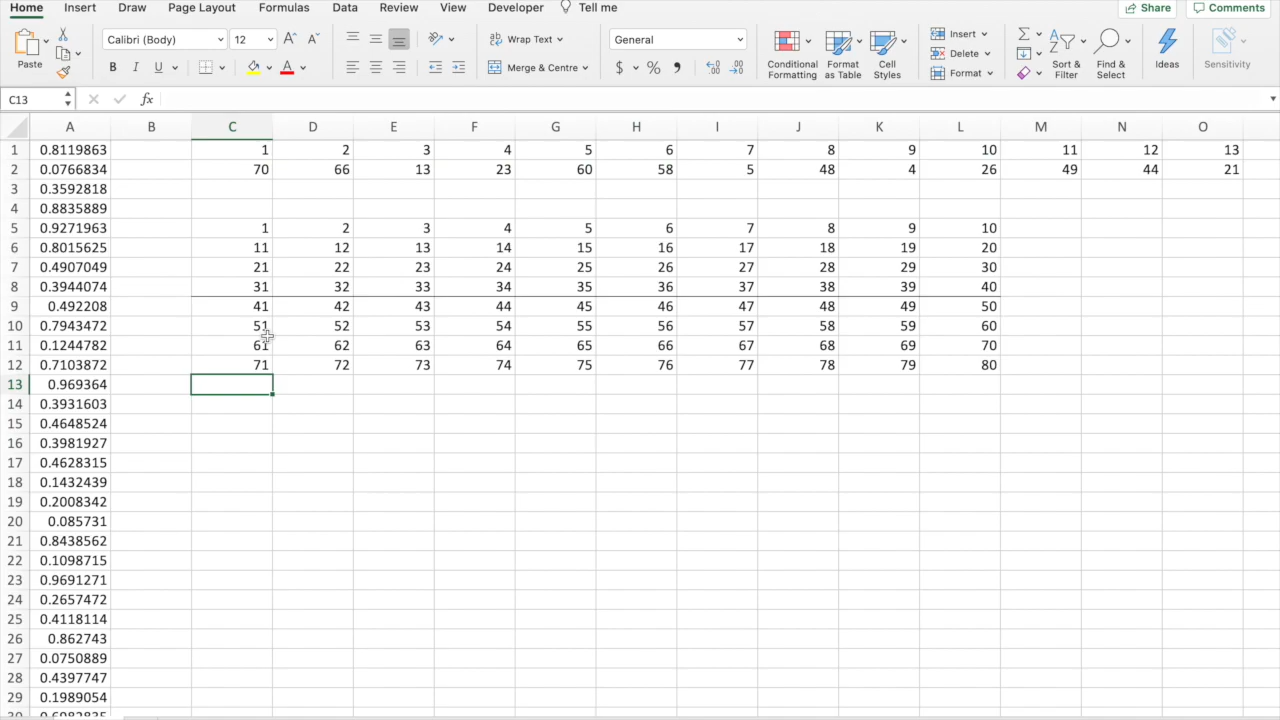 Home Insert Draw Page Layout Formulas Data Review View Developer Tell me Share Comments
Calibri (Body) 12 A A Wrap Text General Insert
Delete
Paste B I U A Merge & Centre $ % Conditional Formatting Format as Table Cell Styles Format Sort & Filter Find & Select Ideas Sensitivity
C13 fx
A B C D E F G H I J K L M N O
1 0.8119863 1 2 3 4 5 6 7 8 9 10 11 12 13
2 0.0766834 70 66 13 23 60 58 5 48 4 26 49 44 21
3 0.3592818
4 0.8835889
5 0.9271963 1 2 3 4 5 6 7 8 9 10
6 0.8015625 11 12 13 14 15 16 17 18 19 20
7 0.4907049 21 22 23 24 25 26 27 28 29 30
8 0.3944074 31 32 33 34 35 36 37 38 39 40
9 0.492208 41 42 43 44 45 46 47 48 49 50
10 0.7943472 51 52 53 54 55 56 57 58 59 60
11 0.1244782 61 62 63 64 65 66 67 68 69 70
12 0.7103872 71 72 73 74 75 76 77 78 79 80
13 0.969364
14 0.3931603
15 0.4648524
16 0.3981927
17 0.4628315
18 0.1432439
19 0.2008342
20 0.085731
21 0.8438562
22 0.1098715
23 0.9691271
24 0.2657472
25 0.4118114
26 0.862743
27 0.0750889
28 0.4397747
29 0.1989054